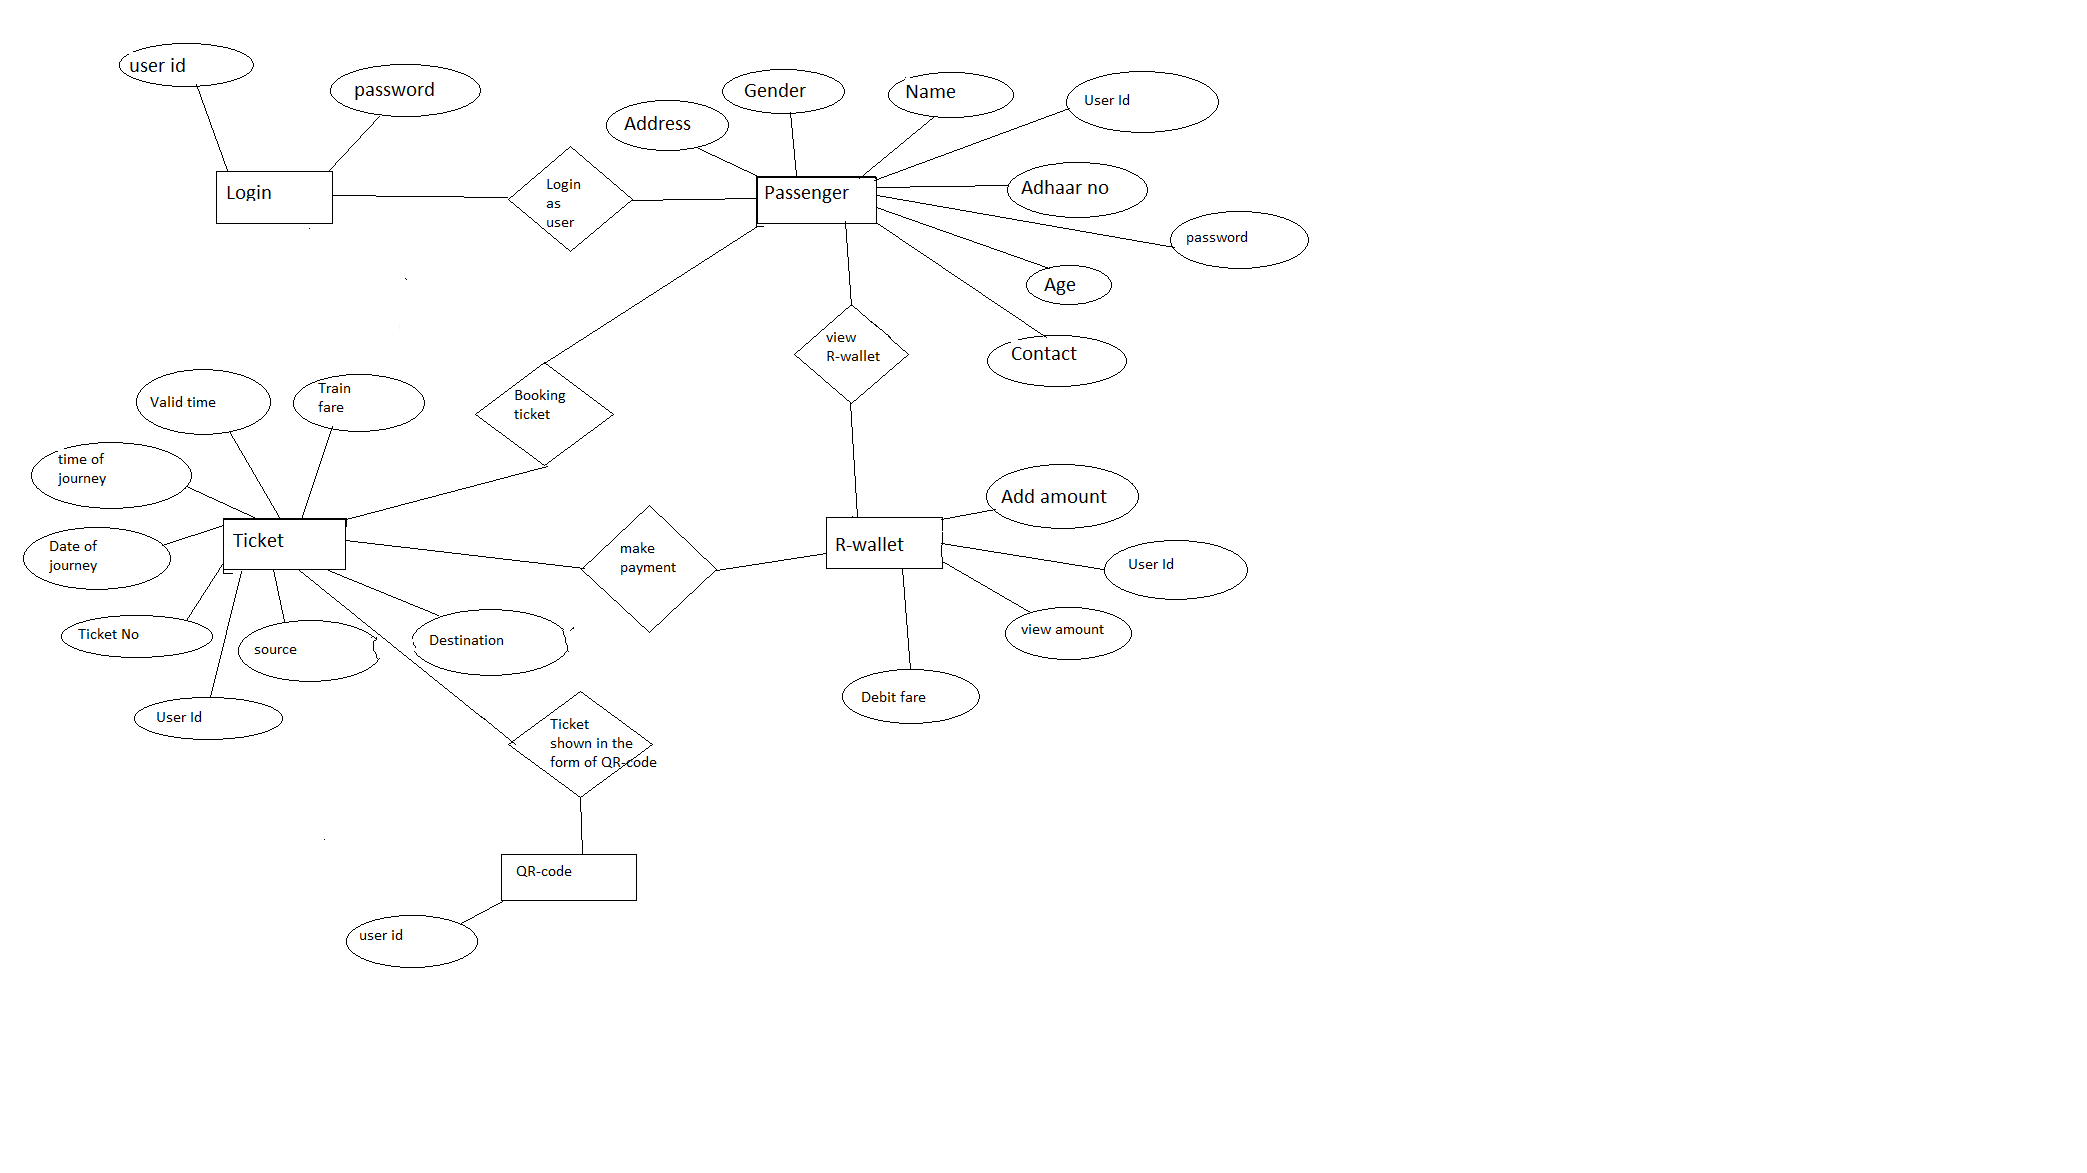 user id
password
Gender
Name
User Id
Address
Login
Login
as
user
Passenger
Adhaar no
password
Age
Contact
view
R-wallet
Booking
ticket
Valid time
Train
fare
time of
journey
Date of
journey
Ticket
make
payment
R-wallet
Add amount
User Id
view amount
Debit fare
Ticket No
source
Destination
User Id
Ticket
shown in the
form of QR-code
QR-code
user id